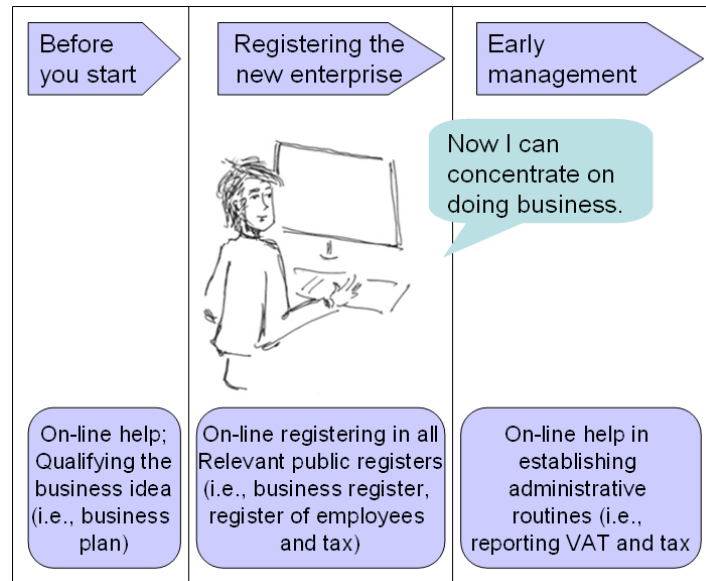 Before
you start
Registering the
new enterprise
Early
management
Now I can
concentrate on
doing business.
On-line help;
Qualifying the
business idea
(i.e., business
plan)
On-line registering in all
Relevant public registers
(i.e., business register,
register of employees
and tax)
On-line help in
establishing
administrative
routines (i.e.,
reporting VAT and tax